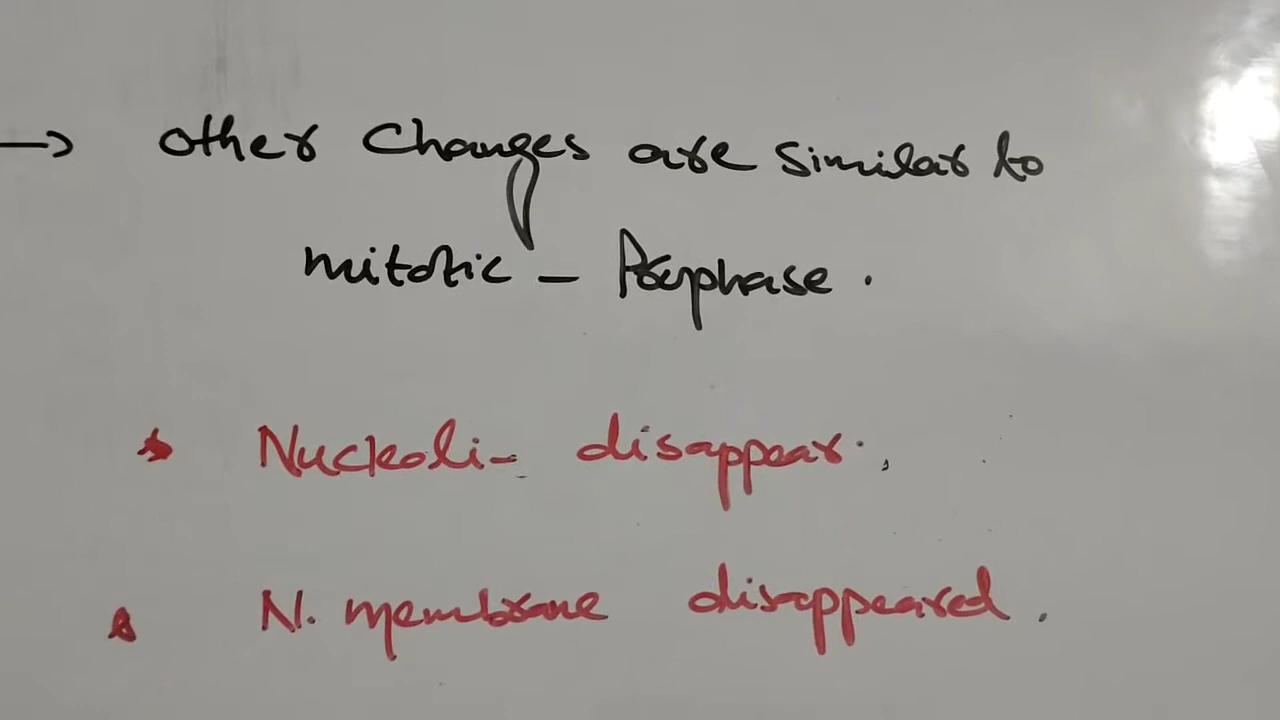 → Other Changes are similar to
mitotic - Prophase.
* Nucleoli - disappear.
* N. membrane disappeared.